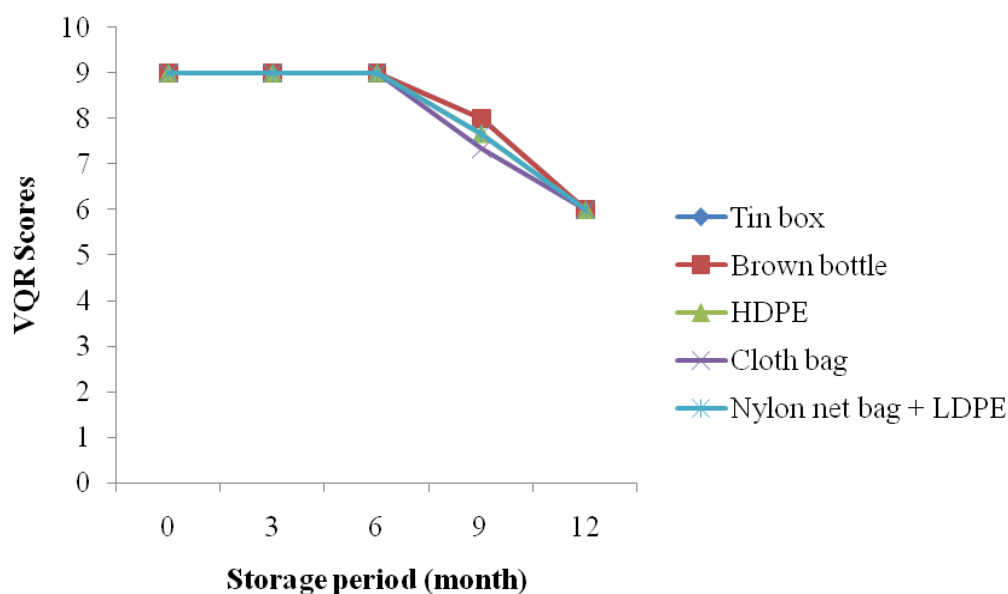 10
9
8
7
6
5
4
3
2
1
0
VQR Scores
0 3 6 9 12
Storage period (month)
Tin box
Brown bottle
HDPE
Cloth bag
Nylon net bag + LDPE